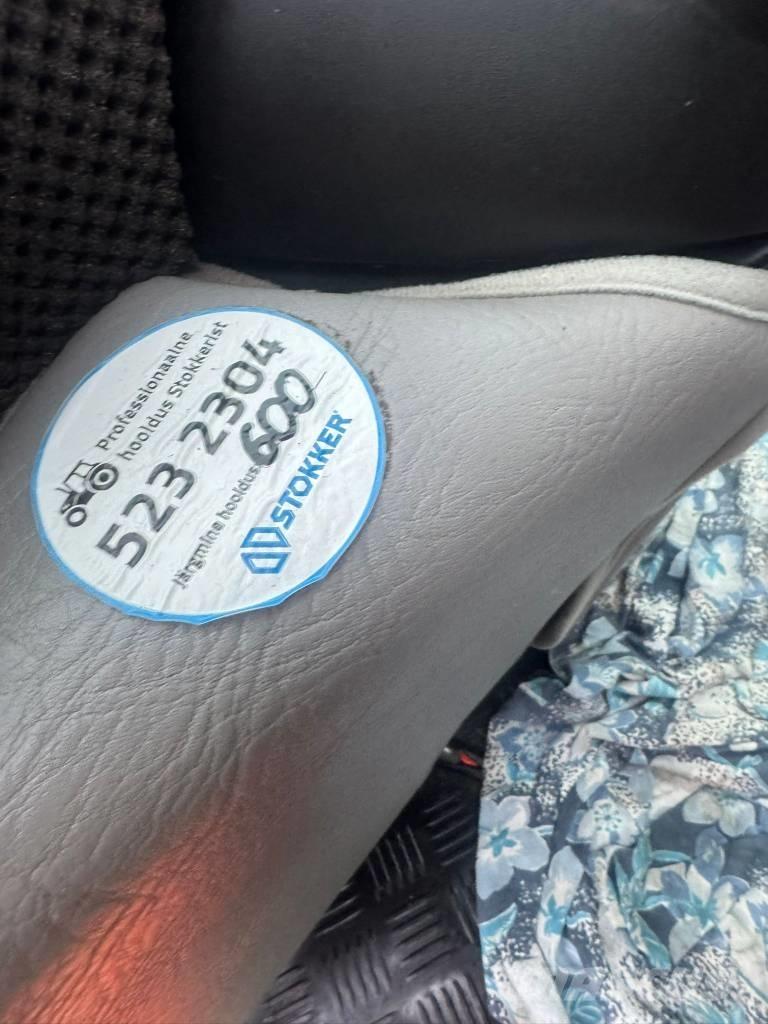 Professionaalne
hooldus Stokkerist
523 2304
järgmine hooldus 600
STOKKER